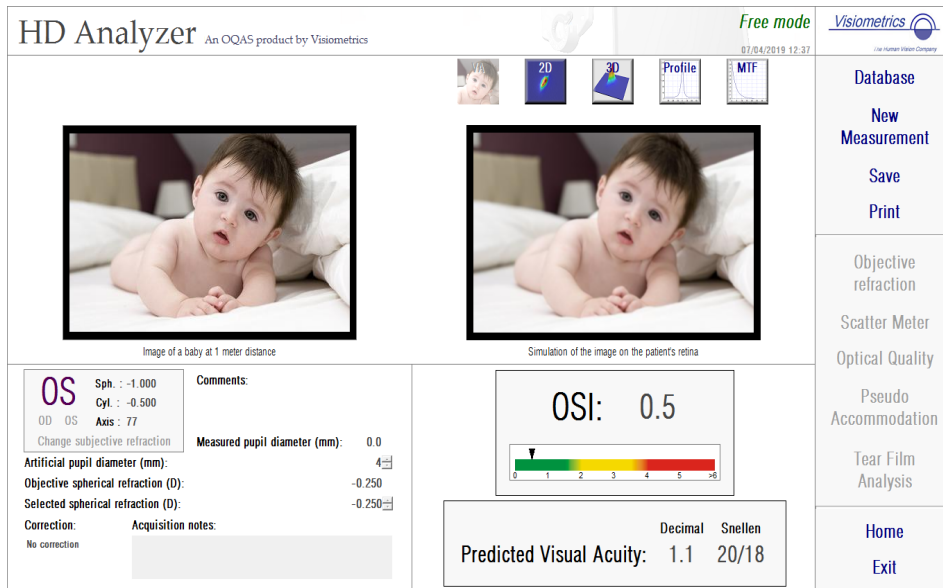 HD Analyzer An OQAS product by Visiometrics
Free mode
07/04/2019 12:37
Visiometrics
The Human Vision Company
2D 3D Profile MTF
Image of a baby at 1 meter distance
Simulation of the image on the patient's retina
OS
OD OS
Sph. : -1.000
Cyl. : -0.500
Axis : 77
Change subjective refraction
Comments:
Measured pupil diameter (mm): 0.0
Artificial pupil diameter (mm): 4
Objective spherical refraction (D): -0.250
Selected spherical refraction (D): -0.250
Correction: Acquisition notes:
No correction
OSI: 0.5
0 1 2 3 4 5 >6
Decimal Snellen
Predicted Visual Acuity: 1.1 20/18
Database
New
Measurement
Save
Print
Objective
refraction
Scatter Meter
Optical Quality
Pseudo
Accommodation
Tear Film
Analysis
Home
Exit